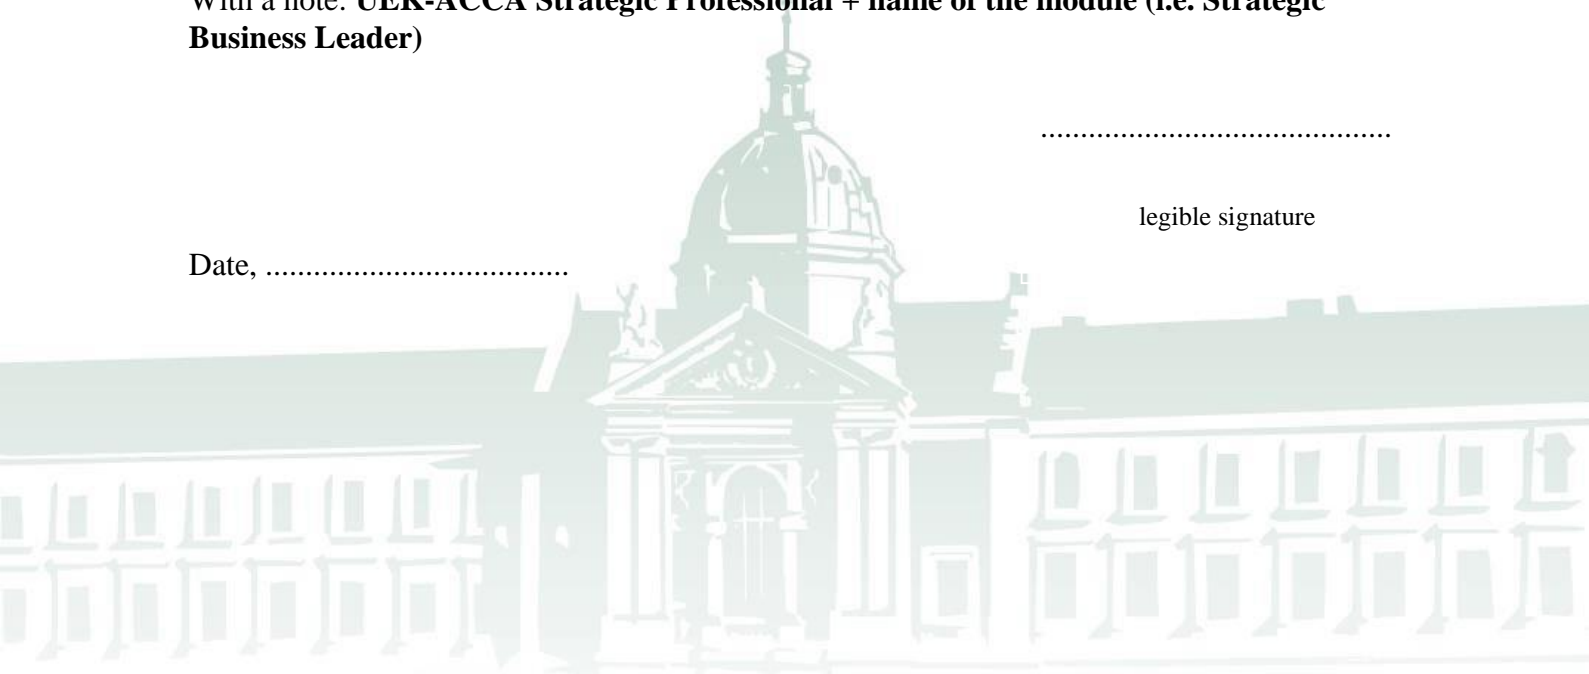 With a note: UEK-ACCA Strategic Professional + name of the module (i.e. Strategic
Business Leader)
............................................
legible signature
Date, ......................................